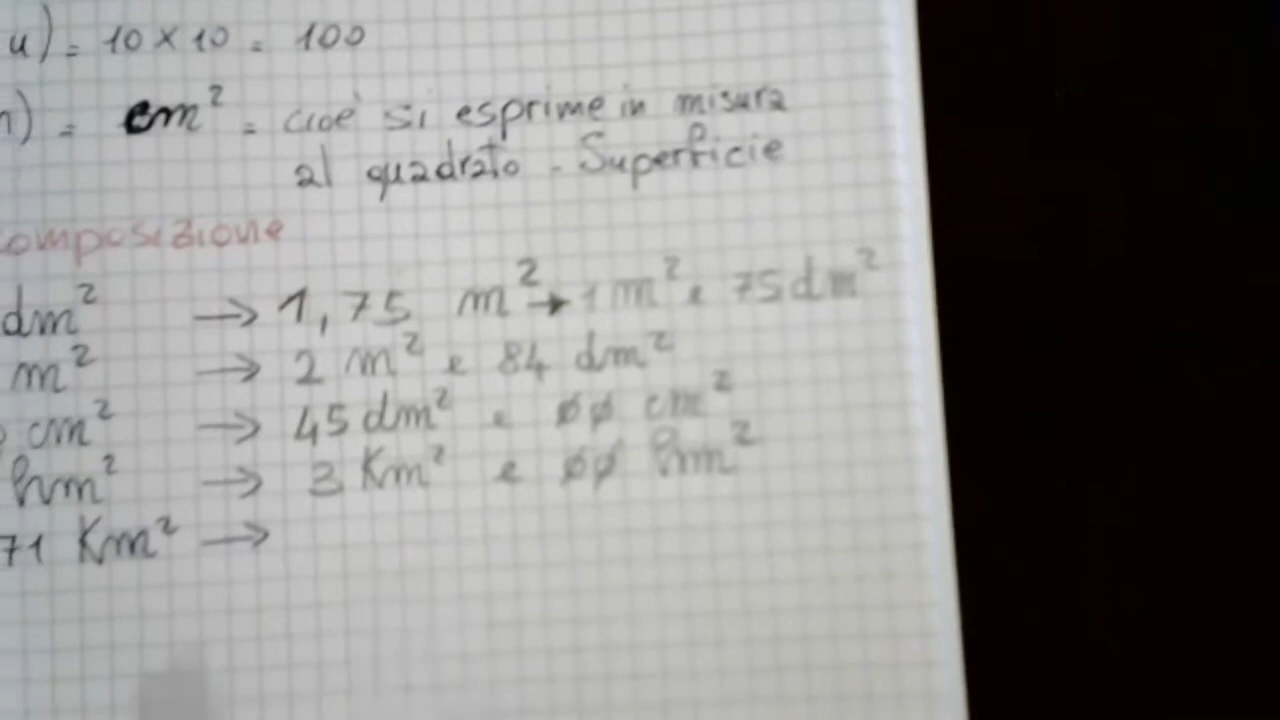 u) = 10 x 10 = 100
) = cm² = cioè si esprime in misura
al quadrato - Superficie
composizione
dm² → 1,75 m² → 1 m² e 75 dm²
m² → 2 m² e 84 dm²
cm² → 45 dm² e 00 cm²
hm² → 3 Km² e 00 hm²
71 Km² →